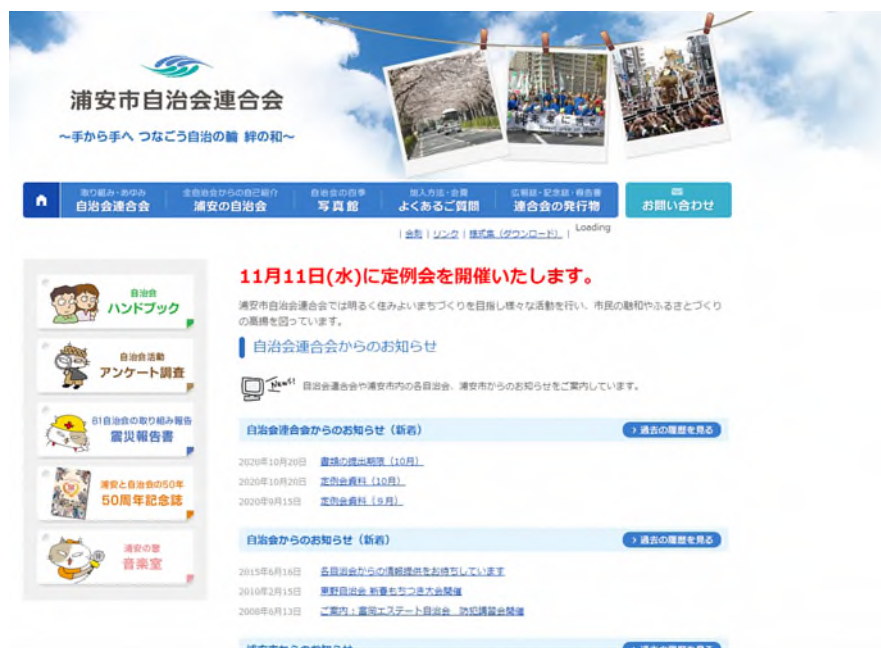 浦安市自治会連合会
～手から手へ つなごう自治の輪 絆の和～
取り組み・あゆみ
自治会連合会
全自治会からの自己紹介
浦安の自治会
自治会の四季
写真館
加入方法・会費
よくあるご質問
広報誌・記念誌・報告書
連合会の発行物
お問い合わせ
| 会則 | リンク | 様式集（ダウンロード） | Loading
自治会
ハンドブック
自治会活動
アンケート調査
81自治会の取り組み報告
震災報告書
浦安と自治会の50年
50周年記念誌
浦安の歌
音楽室
11月11日(水)に定例会を開催いたします。
浦安市自治会連合会では明るく住みよいまちづくりを目指し様々な活動を行い、市民の融和やふるさとづくり
の高揚を図っています。
自治会連合会からのお知らせ
News!
自治会連合会や浦安市内の各自治会、浦安市からのお知らせをご案内しています。
自治会連合会からのお知らせ（新着）
過去の履歴を見る
2020年10月20日 書類の提出期限（10月）
2020年10月20日 定例会資料（10月）
2020年9月15日 定例会資料（９月）
自治会からのお知らせ（新着）
過去の履歴を見る
2015年6月16日 各自治会からの情報提供をお待ちしています
2010年2月15日 東野自治会 新春もちつき大会開催
2008年6月13日 ご案内：富岡エステート自治会 防犯講習会開催